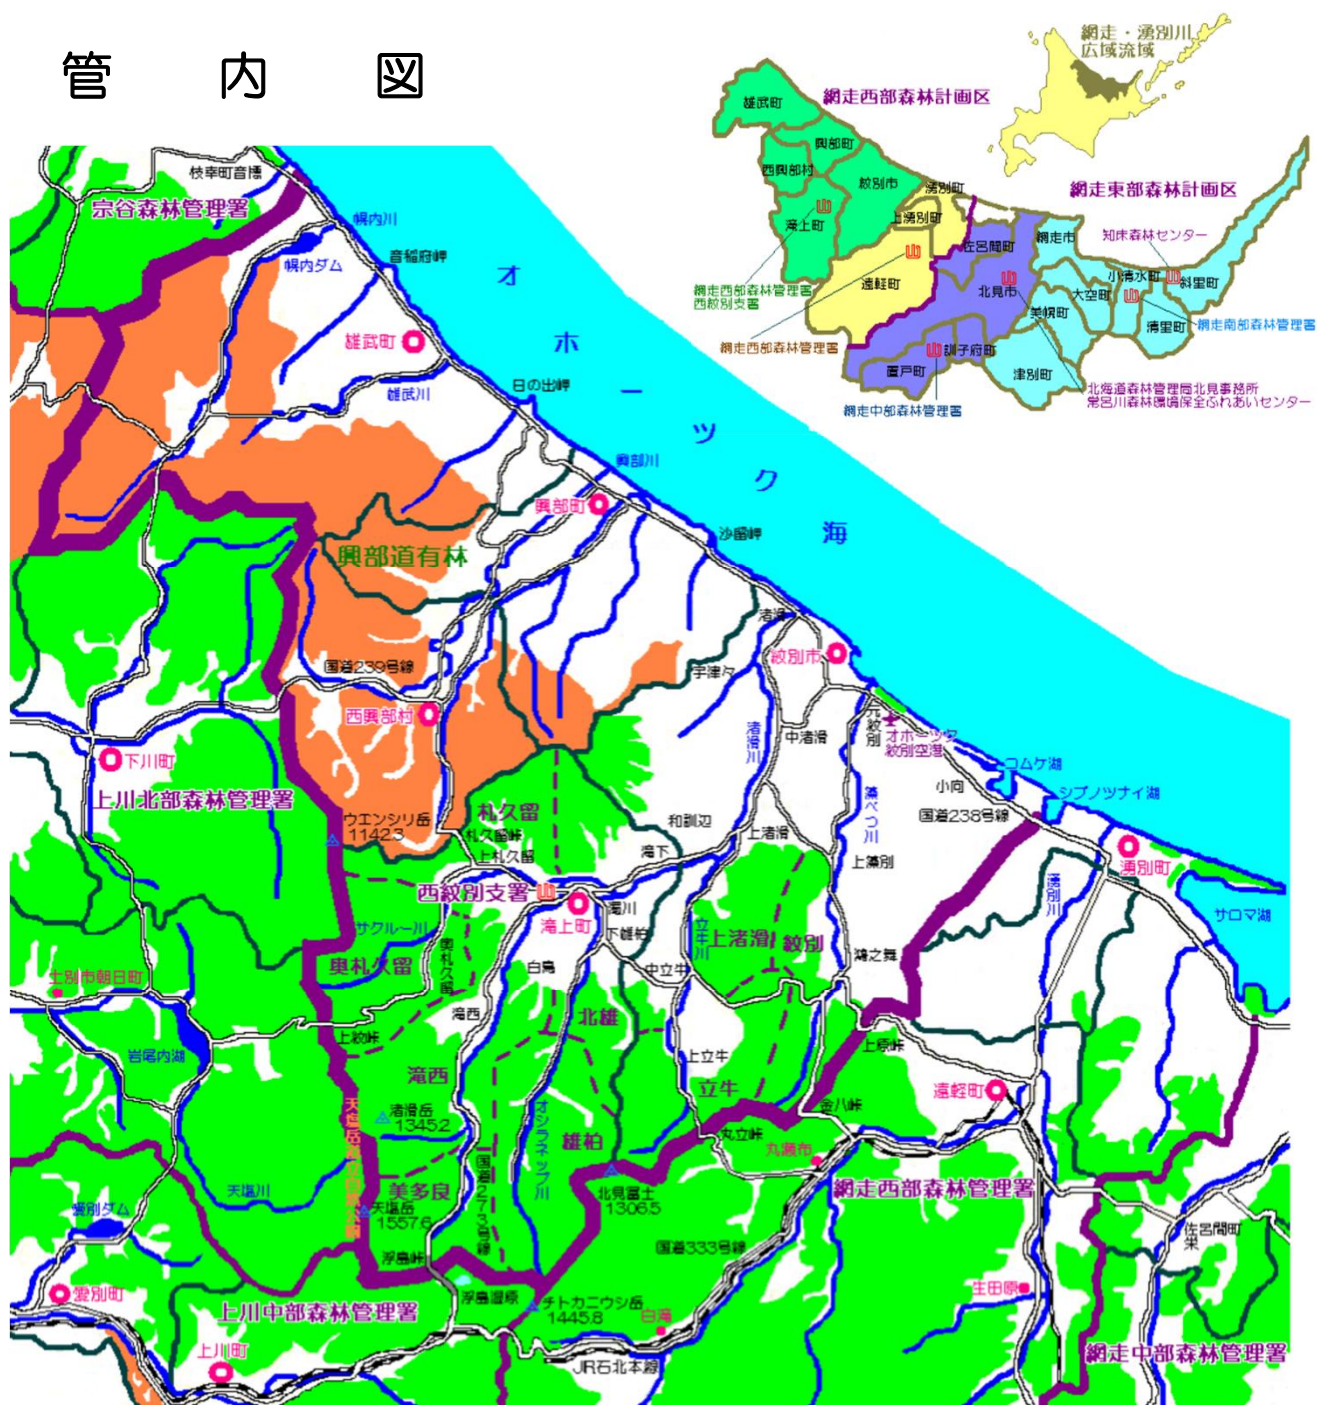 管内図
網走・湧別川
広域流域
網走西部森林計画区
雄武町
興部町
西興部村
紋別市
湧別町
上湧別町
滝上町
遠軽町
網走東部森林計画区
知床森林センター
佐呂間町
網走市
小清水町
斜里町
北見市
大空町
美幌町
清里町
訓子府町
置戸町
津別町
網走西部森林管理署
西紋別支署
網走西部森林管理署
網走中部森林管理署
網走南部森林管理署
北海道森林管理局北見事務所
常呂川森林環境保全ふれあいセンター
枝幸町音標
宗谷森林管理署
幌内川
幌内ダム
音稲府岬
オホーツク海
雄武町
雄武川
日の出岬
興部川
興部町
沙留岬
興部道有林
渚滑
紋別市
国道239号線
宇津々
西興部村
元紋別
オホーツク
紋別空港
渚滑川
中渚滑
下川町
コムケ湖
小向
シブノツナイ湖
上川北部森林管理署
国道238号線
札久留
藻べつ川
ウエンシリ岳
1142.3
札久留峠
和訓辺
上渚滑
上札久留
滝下
上藻別
湧別町
西紋別支署
湧別川
濁川
滝上町
サロマ湖
サクルー川
下雄柏
立牛川
上渚滑
紋別
奥札久留
奥札久留
白鳥
中立牛
鴻之舞
士別市朝日町
滝西
北雄
上紋峠
岩尾内湖
上立牛
上原峠
滝西
立牛
遠軽町
渚滑岳
1345.2
オシラネップ川
金八峠
雄柏
丸立峠
丸瀬布
国道273号線
天塩川
美多良
北見富士
1306.5
網走西部森林管理署
愛別ダム
天塩岳
1557.6
佐呂間町
栄
浮島峠
国道333号線
生田原
愛別町
浮島湿原
チトカニウシ岳
1445.8
上川中部森林管理署
白滝
上川町
JR石北本線
網走中部森林管理署